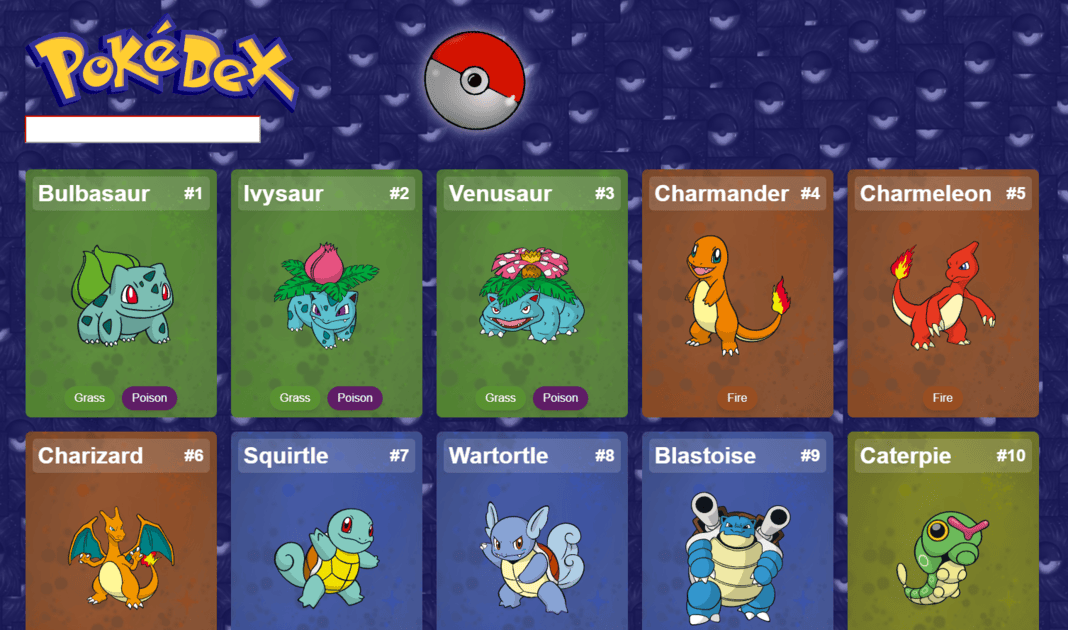 PoKéDeX
Bulbasaur #1
Ivysaur #2
Venusaur #3
Charmander #4
Charmeleon #5
Grass Poison
Grass Poison
Grass Poison
Fire
Fire
Charizard #6
Squirtle #7
Wartortle #8
Blastoise #9
Caterpie #10